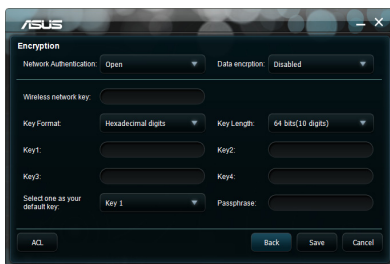 ASUS
Encryption
Network Authentication: Open Data encrption: Disabled
Wireless network key:
Key Format: Hexadecimal digits Key Length: 64 bits(10 digits)
Key1: Key2:
Key3: Key4:
Select one as your
default key: Key 1 Passphrase:
ACL Back Save Cancel